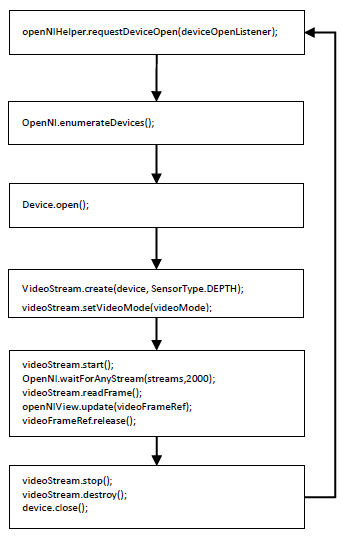 openNIHelper.requestDeviceOpen(deviceOpenListener);
OpenNI.enumerateDevices();
Device.open();
VideoStream.create(device, SensorType.DEPTH);
videoStream.setVideoMode(videoMode);
videoStream.start();
OpenNI.waitForAnyStream(streams,2000);
videoStream.readFrame();
openNIView.update(videoFrameRef);
videoFrameRef.release();
videoStream.stop();
videoStream.destroy();
device.close();